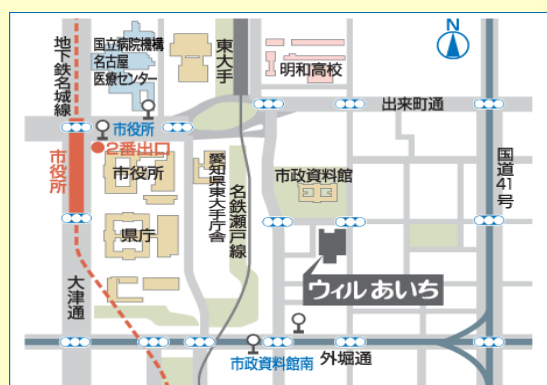 地下鉄名城線
国立病院機構
名古屋
医療センター
東大手
明和高校
N
出来町通
市役所
2番出口
市役所
市役所
愛知県東大手庁舎
名鉄瀬戸線
市政資料館
国道41号
県庁
大津通
ウィルあいち
市政資料館南
外堀通